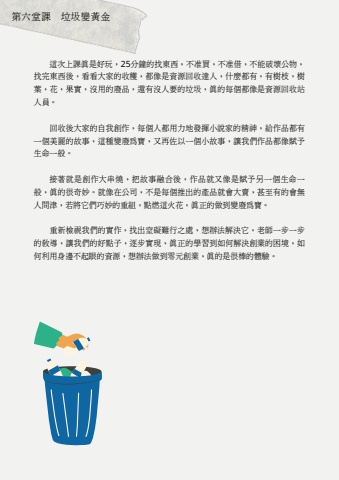 第六堂課　垃圾變黃金
這次上課真是好玩，25分鐘的找東西，不准買，不准借，不能破壞公物，
找完東西後，看看大家的收穫，都像是資源回收達人，什麼都有，有樹枝，樹
葉，花，果實，沒用的廢品，還有沒人要的垃圾，真的每個都像是資源回收站
人員。
回收後大家的自我創作，每個人都用力地發揮小說家的精神，給作品都有
一個美麗的故事，這種變廢為寶，又再佐以一個小故事，讓我們作品都像賦予
生命一般。
接著就是創作大串燒，把故事融合後，作品就又像是賦予另一個生命一
般，真的很奇妙。就像在公司，不是每個推出的產品就會大賣，甚至有的會無
人問津，若將它們巧妙的重組，點燃這火花，真正的做到變廢為寶。
重新檢視我們的實作，找出窒礙難行之處，想辦法解決它，老師一步一步
的教導，讓我們的好點子，逐步實現，真正的學習到如何解決創業的困境，如
何利用身邊不起眼的資源，想辦法做到零元創業，真的是很棒的體驗。